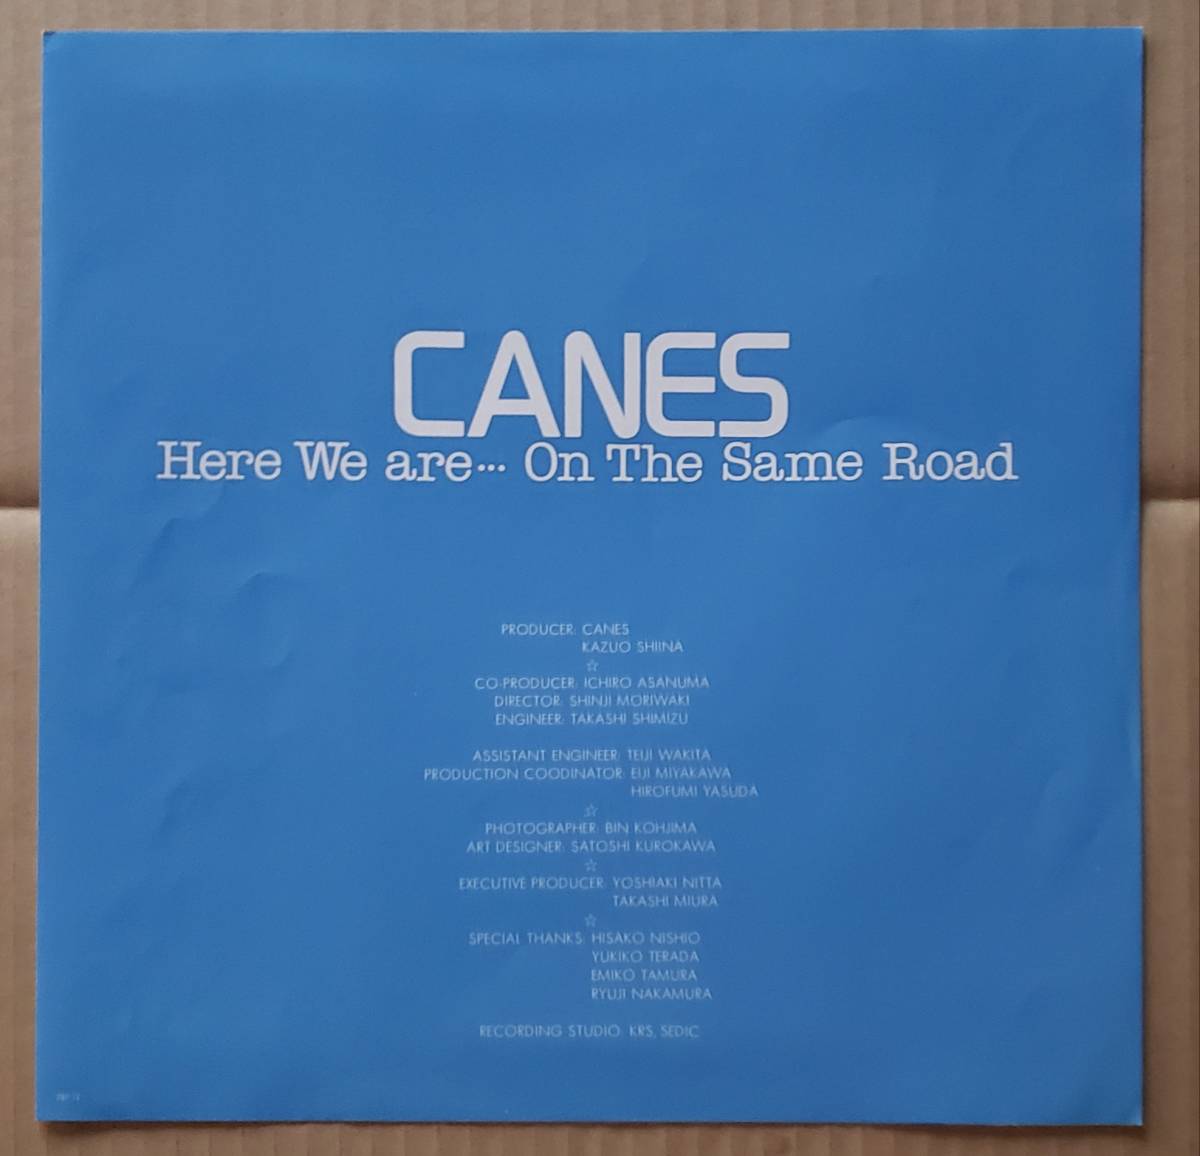 CANES
Here We are... On The Same Road
PRODUCER: CANES
KAZUO SHIINA
☆
CO-PRODUCER: ICHIRO ASANUMA
DIRECTOR: SHINJI MORIWAKI
ENGINEER: TAKASHI SHIMIZU
ASSISTANT ENGINEER: TEIJI WAKITA
PRODUCTION COODINATOR: EIJI MIYAKAWA
HIROFUMI YASUDA
☆
PHOTOGRAPHER: BIN KOHJIMA
ART DESIGNER: SATOSHI KUROKAWA
☆
EXECUTIVE PRODUCER: YOSHIAKI NITTA
TAKASHI MIURA
☆
SPECIAL THANKS: HISAKO NISHIO
YUKIKO TERADA
EMIKO TAMURA
RYUJI NAKAMURA
RECORDING STUDIO: KRS, SEDIC